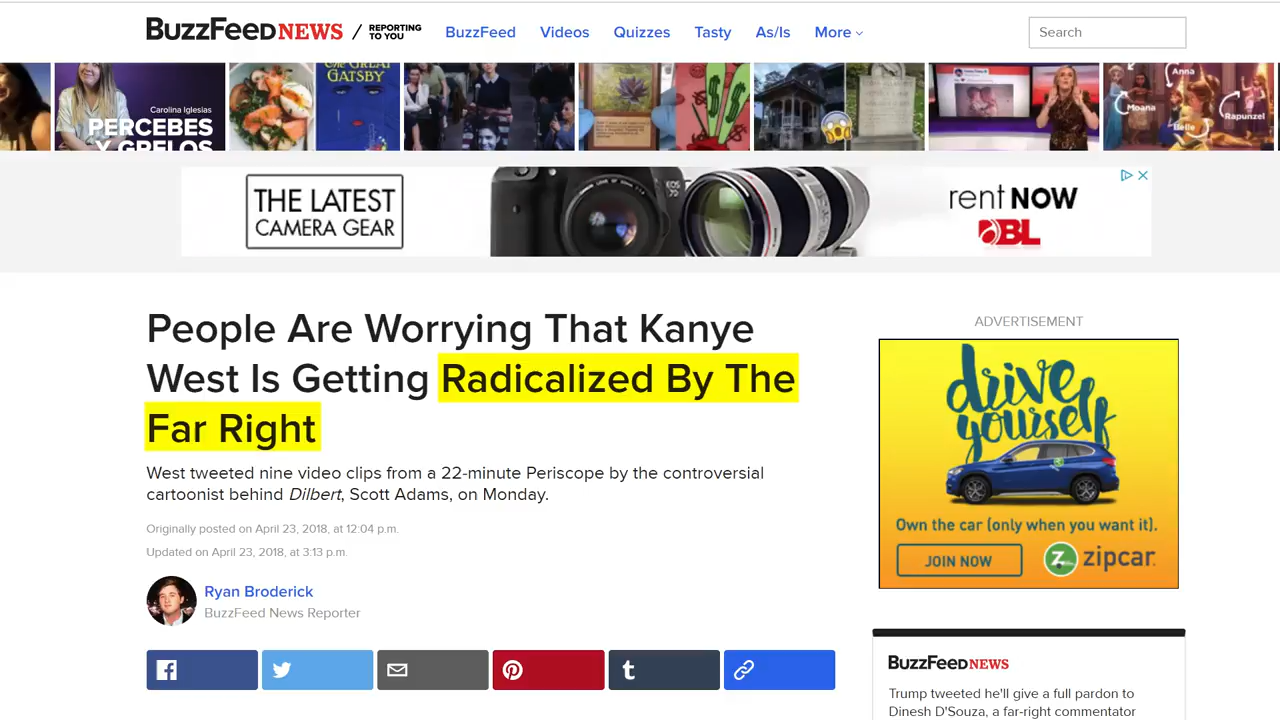 BuzzFeed NEWS / REPORTING TO YOU
BuzzFeed Videos Quizzes Tasty As/Is More
Search
Carolina Iglesias
PERCEBES
Y GRELOS
GATSBY
Anna
Moana
Belle
Rapunzel
THE LATEST
CAMERA GEAR
EOS
7D
rent NOW
BL
People Are Worrying That Kanye
West Is Getting Radicalized By The
Far Right
West tweeted nine video clips from a 22-minute Periscope by the controversial
cartoonist behind Dilbert, Scott Adams, on Monday.
Originally posted on April 23, 2018, at 12:04 p.m.
Updated on April 23, 2018, at 3:13 p.m.
Ryan Broderick
BuzzFeed News Reporter
ADVERTISEMENT
drive
yourself
Own the car (only when you want it).
JOIN NOW
zipcar
BuzzFeed NEWS
Trump tweeted he'll give a full pardon to
Dinesh D'Souza, a far-right commentator